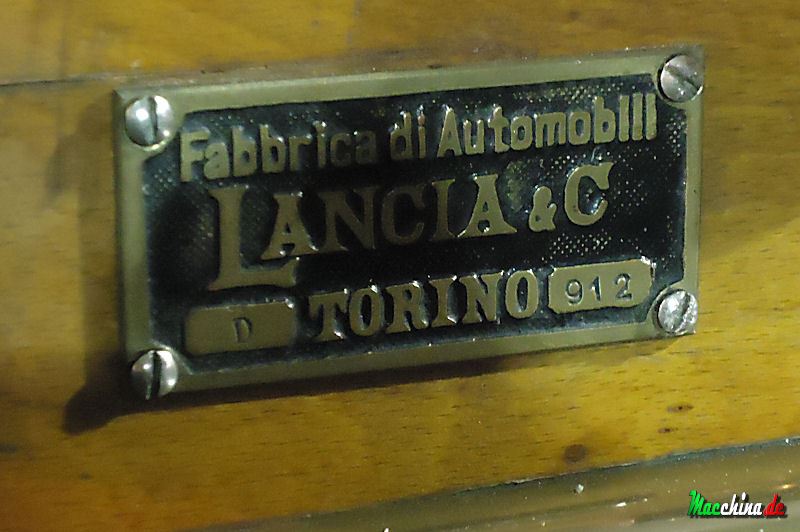 Fabbrica di Automobili
LANCIA & C
D TORINO 912
Macchina.de